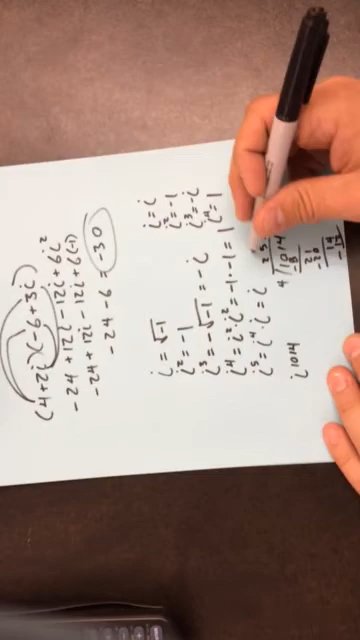 (4+2i)(-6+3i)
-24+12i-12i+6i²
-24+12i-12i+6(-1)
-24-6=-30
i=√-1
i²=-1
i³=-√-1=-i
i⁴=i²·i²=-1·-1=1
i⁵=i⁴·i=i
i¹⁰¹⁴
i=i
i²=-1
i³=-i
i⁴=1
25
4√1014
-8
21
-20
14